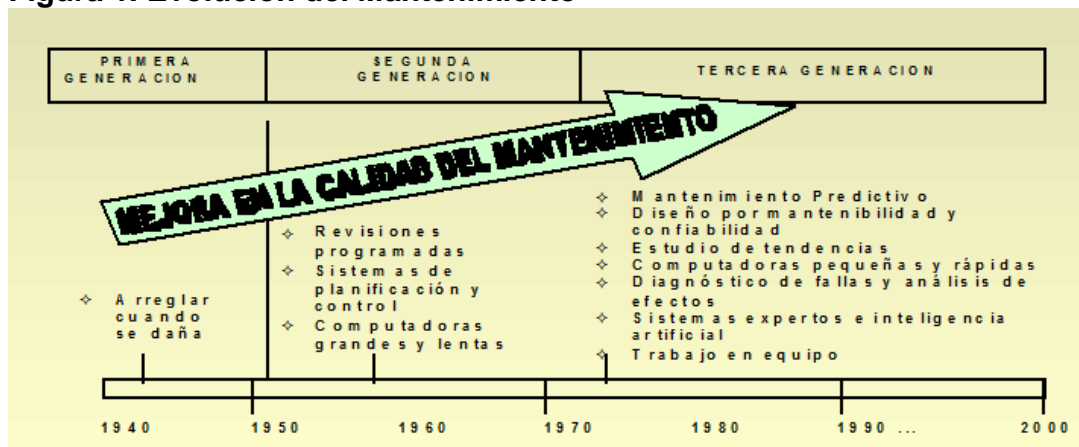 Figura 1. Evolución del Mantenimiento
PRIMERA
GENERACION
SEGUNDA
GENERACION
TERCERA GENERACION
MEJORA EN LA CALIDAD DEL MANTENIMIENTO
Arreglar
cuando
se daña
Revisiones
programadas
Sistemas de
planificación y
control
Computadoras
grandes y lentas
Mantenimiento Predictivo
Diseño por mantenibilidad y
confiabilidad
Estudio de tendencias
Computadoras pequeñas y rápidas
Diagnóstico de fallas y análisis de
efectos
Sistemas expertos e inteligencia
artificial
Trabajo en equipo
1940 1950 1960 1970 1980 1990 ... 2000